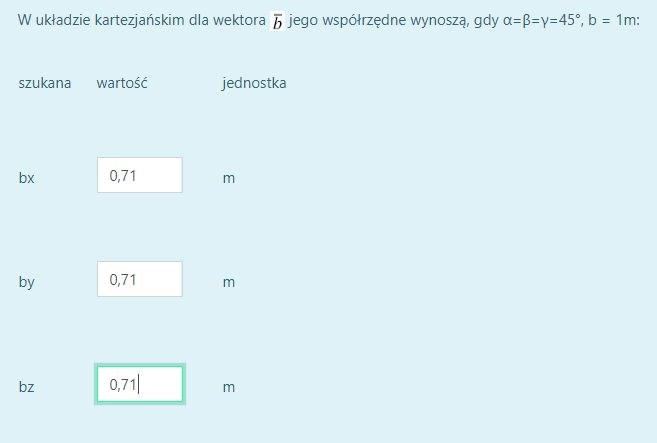 W układzie kartezjańskim dla wektora b̅ jego współrzędne wynoszą, gdy α=β=γ=45°, b = 1m:
szukana wartość jednostka
bx 0,71 m
by 0,71 m
bz 0,71 m